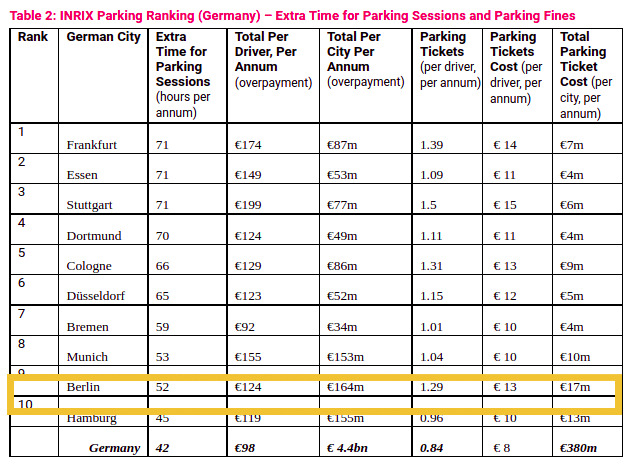 Table 2: INRIX Parking Ranking (Germany) – Extra Time for Parking Sessions and Parking Fines
Rank German City Extra Time for Parking Sessions (hours per annum) Total Per Driver, Per Annum (overpayment) Total Per City Per Annum (overpayment) Parking Tickets (per driver, per annum) Parking Tickets Cost (per driver, per annum) Total Parking Ticket Cost (per city, per annum)
1 Frankfurt 71 €174 €87m 1.39 € 14 €7m
2 Essen 71 €149 €53m 1.09 € 11 €4m
3 Stuttgart 71 €199 €77m 1.5 € 15 €6m
4 Dortmund 70 €124 €49m 1.11 € 11 €4m
5 Cologne 66 €129 €86m 1.31 € 13 €9m
6 Düsseldorf 65 €123 €52m 1.15 € 12 €5m
7 Bremen 59 €92 €34m 1.01 € 10 €4m
8 Munich 53 €155 €153m 1.04 € 10 €10m
9 Berlin 52 €124 €164m 1.29 € 13 €17m
10 Hamburg 45 €119 €155m 0.96 € 10 €13m
Germany 42 €98 € 4.4bn 0.84 € 8 €380m